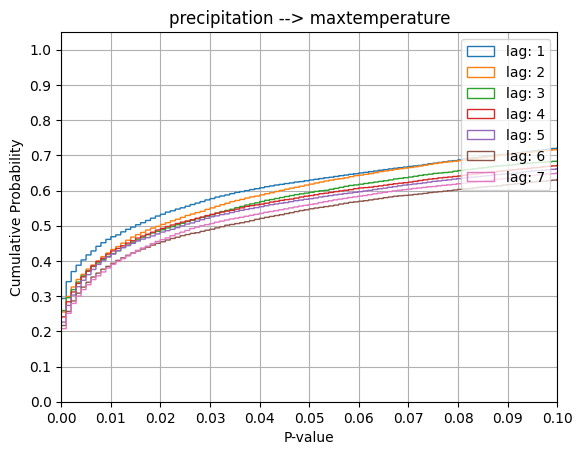 precipitation --> maxtemperature
Cumulative Probability
1.0
0.9
0.8
0.7
0.6
0.5
0.4
0.3
0.2
0.1
0.0
lag: 1
lag: 2
lag: 3
lag: 4
lag: 5
lag: 6
lag: 7
0.00 0.01 0.02 0.03 0.04 0.05 0.06 0.07 0.08 0.09 0.10
P-value